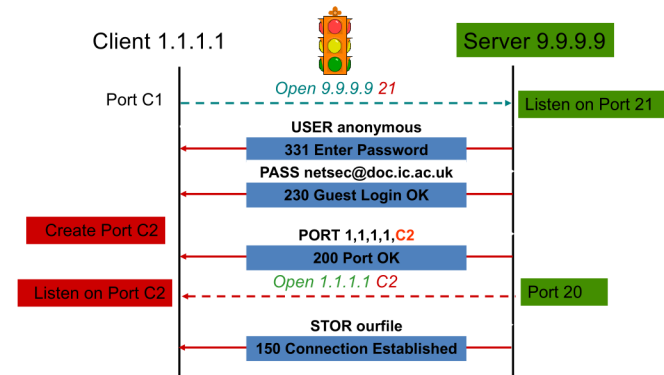 Client 1.1.1.1
Server 9.9.9.9
Open 9.9.9.9 21
Port C1
Listen on Port 21
USER anonymous
331 Enter Password
PASS netsec@doc.ic.ac.uk
230 Guest Login OK
Create Port C2
PORT 1,1,1,1,C2
200 Port OK
Open 1.1.1.1 C2
Listen on Port C2
Port 20
STOR ourfile
150 Connection Established